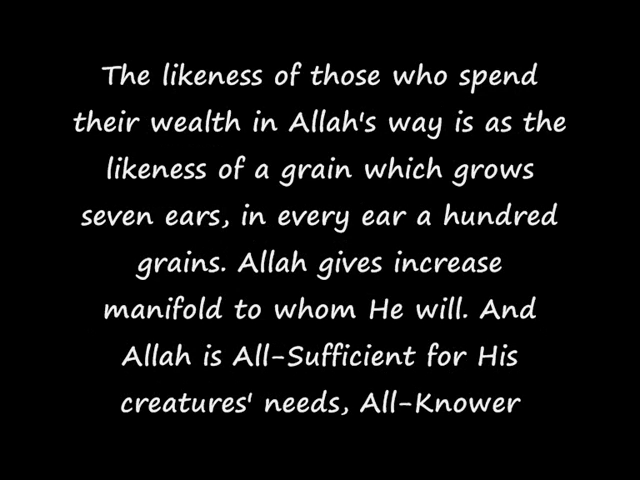 The likeness of those who spend
their wealth in Allah's way is as the
likeness of a grain which grows
seven ears, in every ear a hundred
grains. Allah gives increase
manifold to whom He will. And
Allah is All-Sufficient for His
creatures' needs, All-Knower